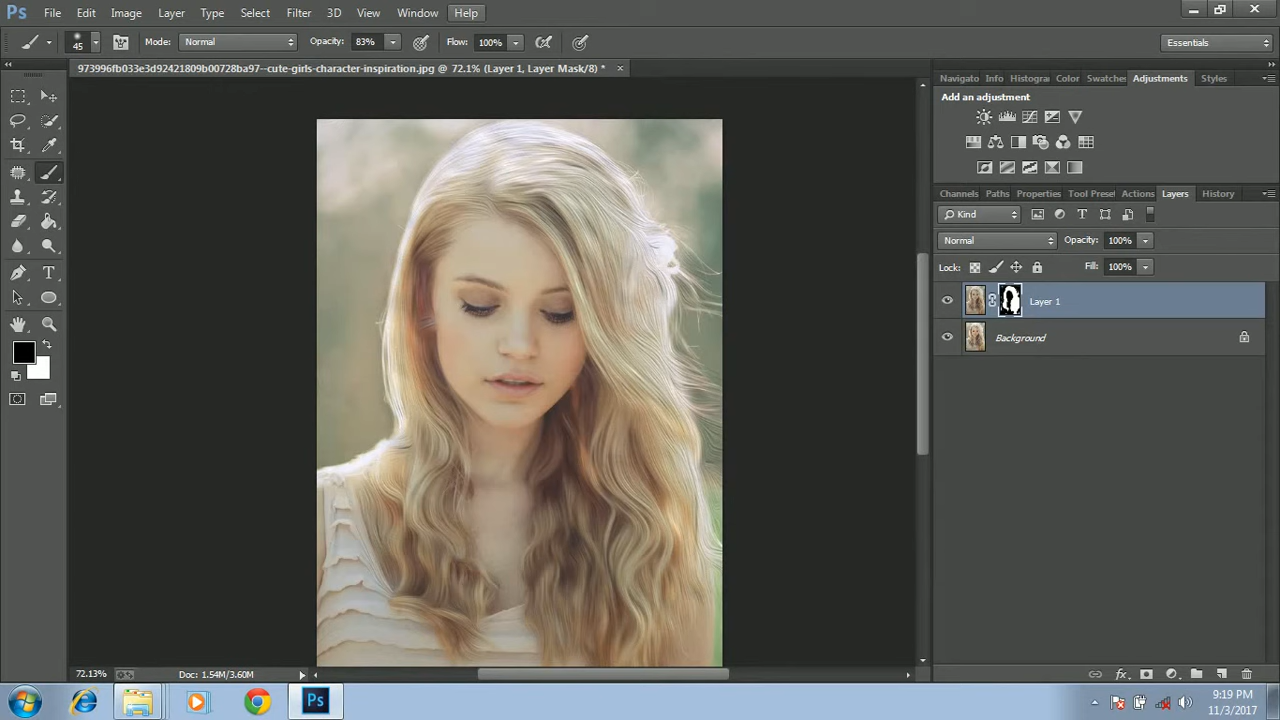 Ps File Edit Image Layer Type Select Filter 3D View Window Help
45 Mode: Normal Opacity: 83% Flow: 100% Essentials
973996fb033e3d92421809b00728ba97--cute-girls-character-inspiration.jpg @ 72.1% (Layer 1, Layer Mask/8) *
Navigato Info Histogra Color Swatche Adjustments Styles
Add an adjustment
Channels Paths Properties Tool Preset Actions Layers History
Kind
Normal Opacity: 100%
Lock: Fill: 100%
Layer 1
Background
72.13% Doc: 1.54M/3.60M
Ps
9:19 PM
11/3/2017